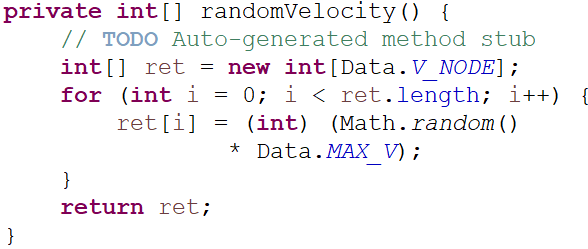 private int[] randomVelocity() {
    // TODO Auto-generated method stub
    int[] ret = new int[Data.V_NODE];
    for (int i = 0; i < ret.length; i++) {
        ret[i] = (int) (Math.random()
                * Data.MAX_V);
    }
    return ret;
}